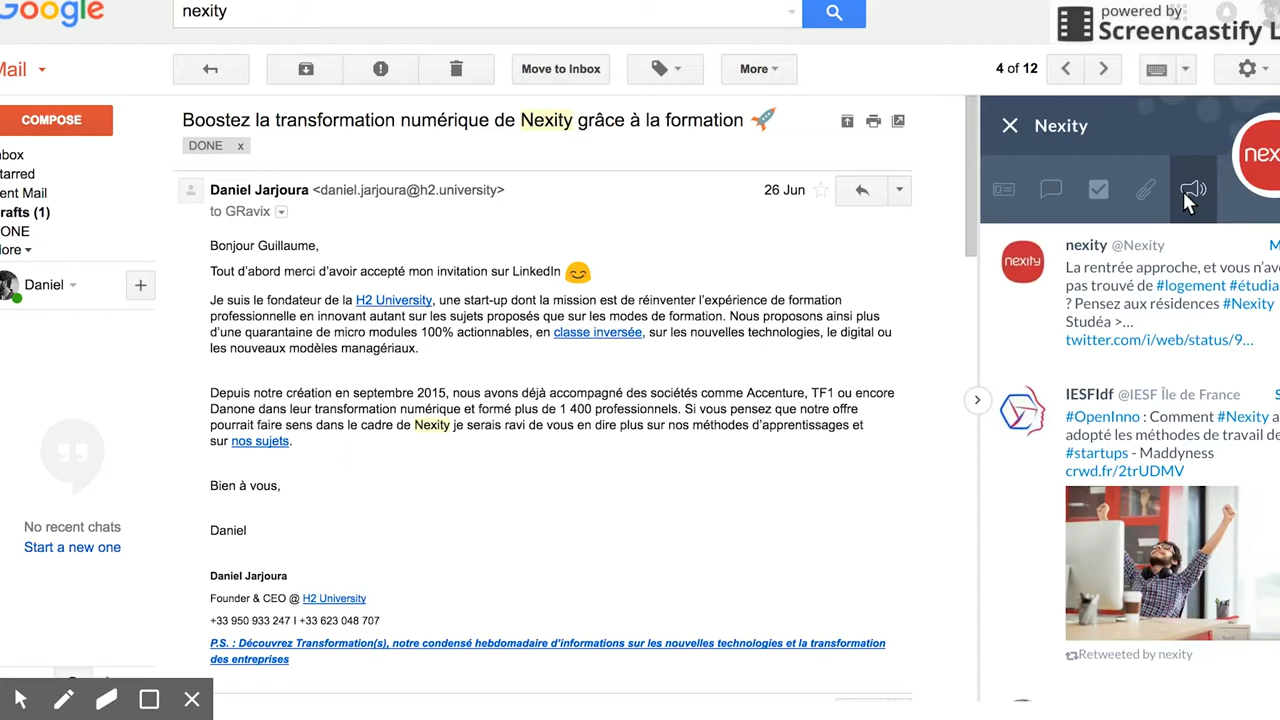 Google
nexity
powered by
Screencastify L
Mail
Move to Inbox
More
4 of 12
COMPOSE
Boostez la transformation numérique de Nexity grâce à la formation 🚀
DONE x
nbox
tarred
ent Mail
rafts (1)
ONE
ore
Daniel
No recent chats
Start a new one
Daniel Jarjoura <daniel.jarjoura@h2.university>
26 Jun
to GRavix
Bonjour Guillaume,
Tout d'abord merci d'avoir accepté mon invitation sur LinkedIn 😊
Je suis le fondateur de la H2 University, une start-up dont la mission est de réinventer l'expérience de formation
professionnelle en innovant autant sur les sujets proposés que sur les modes de formation. Nous proposons ainsi plus
d'une quarantaine de micro modules 100% actionnables, en classe inversée, sur les nouvelles technologies, le digital ou
les nouveaux modèles managériaux.
Depuis notre création en septembre 2015, nous avons déjà accompagné des sociétés comme Accenture, TF1 ou encore
Danone dans leur transformation numérique et formé plus de 1 400 professionnels. Si vous pensez que notre offre
pourrait faire sens dans le cadre de Nexity je serais ravi de vous en dire plus sur nos méthodes d'apprentissages et
sur nos sujets.
Bien à vous,
Daniel
Daniel Jarjoura
Founder & CEO @ H2 University
+33 950 933 247 I +33 623 048 707
P.S. : Découvrez Transformation(s), notre condensé hebdomadaire d'informations sur les nouvelles technologies et la transformation
des entreprises
Nexity
nex
nexity
nexity @Nexity M
La rentrée approche, et vous n'ave
pas trouvé de #logement #étudia
? Pensez aux résidences #Nexity
Studéa >…
twitter.com/i/web/status/9…
IESFIdf @IESF Île de France
#OpenInno : Comment #Nexity a
adopté les méthodes de travail de
#startups - Maddyness
crwd.fr/2trUDMV
Retweeted by nexity